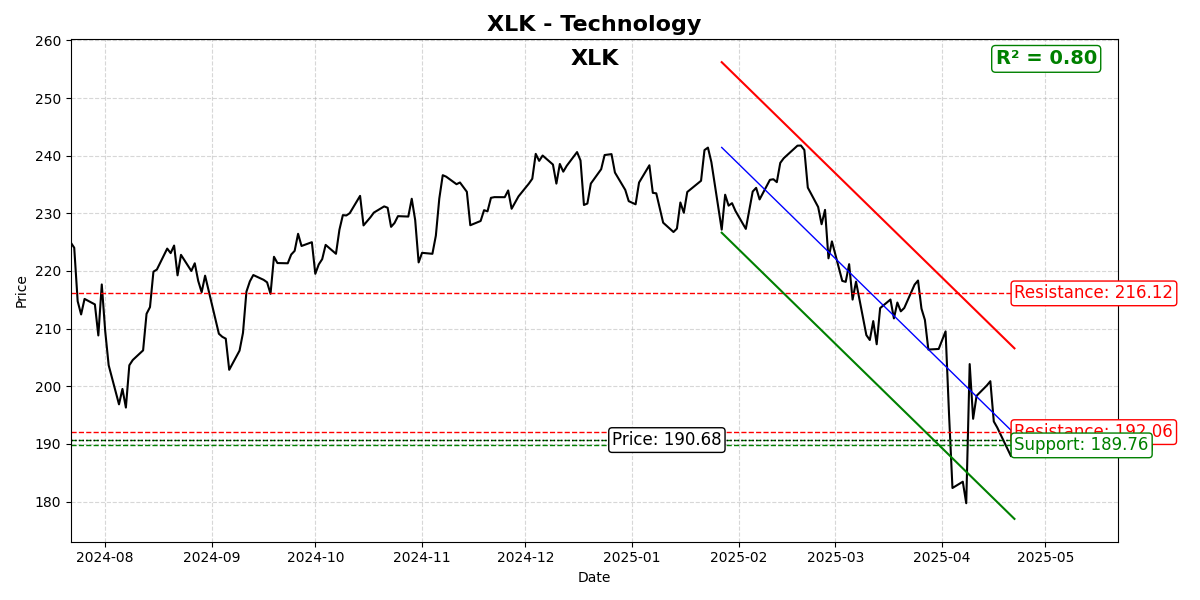 XLK - Technology
XLK
R² = 0.80
260
250
240
230
220
210
200
190
180
Price
Resistance: 216.12
Resistance: 192.06
Support: 189.76
Price: 190.68
2024-08
2024-09
2024-10
2024-11
2024-12
2025-01
2025-02
2025-03
2025-04
2025-05
Date